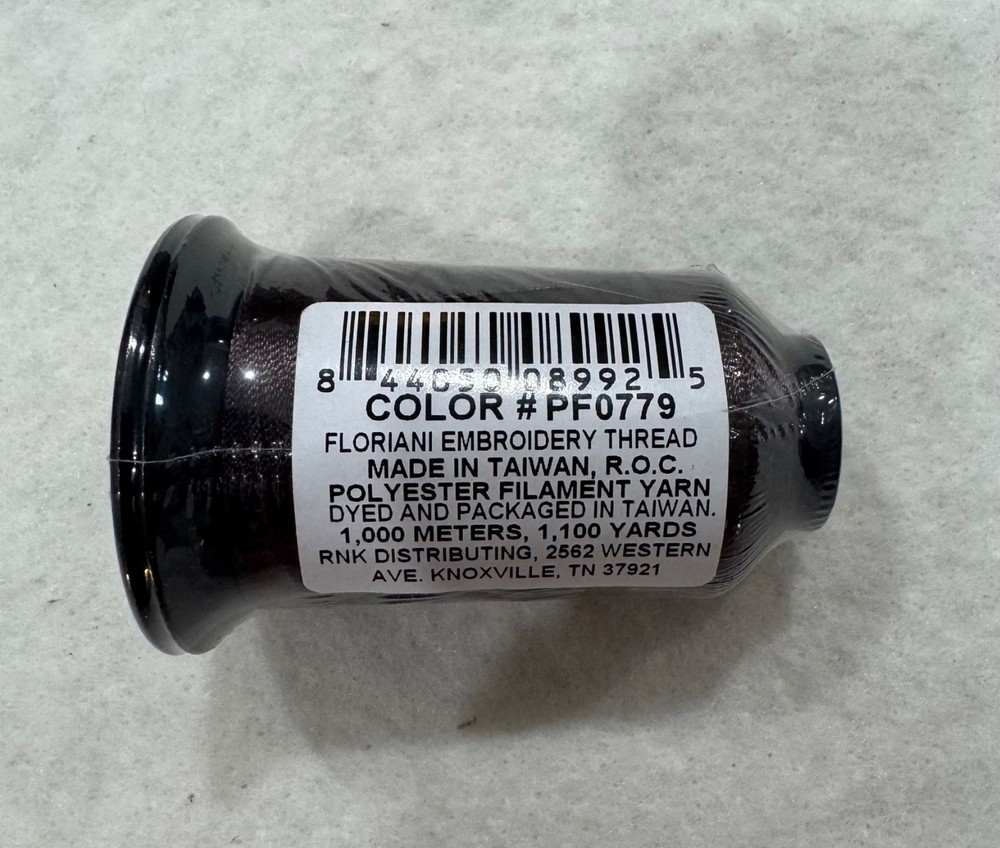 8 44050 08992 5
COLOR # PF0779
FLORIANI EMBROIDERY THREAD
MADE IN TAIWAN, R.O.C.
POLYESTER FILAMENT YARN
DYED AND PACKAGED IN TAIWAN.
1,000 METERS, 1,100 YARDS
RNK DISTRIBUTING, 2562 WESTERN
AVE. KNOXVILLE, TN 37921